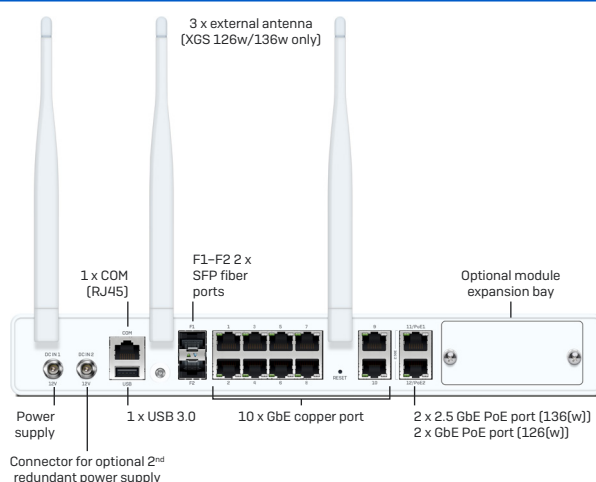 3 x external antenna
(XGS 126w/136w only)
F1–F2 2 x
SFP fiber
ports
1 x COM
(RJ45)
Optional module
expansion bay
COM
F1
1
3
5
7
9
11/PoE1
DC IN 1
DC IN 2
RESET
12V
12V
USB
F2
2
4
6
8
10
12/PoE2
Power
supply
1 x USB 3.0
10 x GbE copper port
2 x 2.5 GbE PoE port (136(w))
2 x GbE PoE port (126(w))
Connector for optional 2nd
redundant power supply